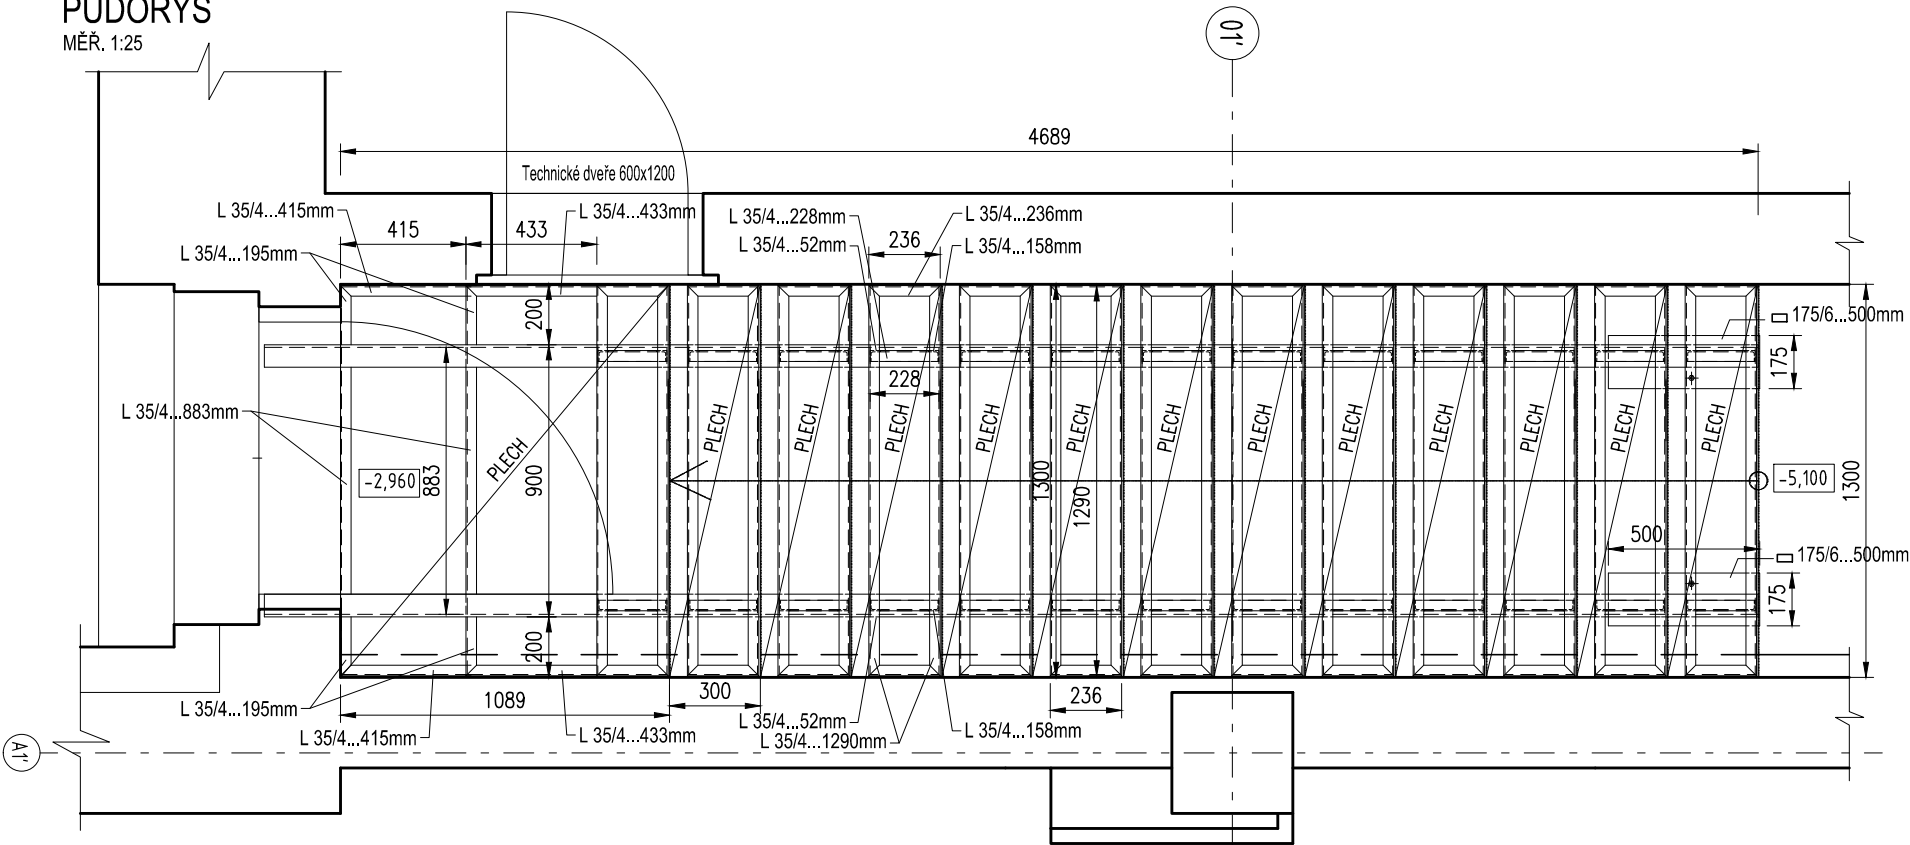 PŮDORYS
MĚŘ. 1:25
01'
4689
Technické dveře 600x1200
L 35/4...415mm
L 35/4...433mm
L 35/4...228mm
L 35/4...236mm
415
433
L 35/4...195mm
L 35/4...52mm
236
L 35/4...158mm
200
175/6...500mm
175
228
L 35/4...883mm
PLECH
PLECH
PLECH
PLECH
PLECH
PLECH
PLECH
PLECH
PLECH
PLECH
PLECH
PLECH
PLECH
-2,960
883
900
1300
1290
-5,100
1300
500
175/6...500mm
175
200
1089
300
236
L 35/4...195mm
L 35/4...415mm
L 35/4...433mm
L 35/4...52mm
L 35/4...1290mm
L 35/4...158mm
A1'